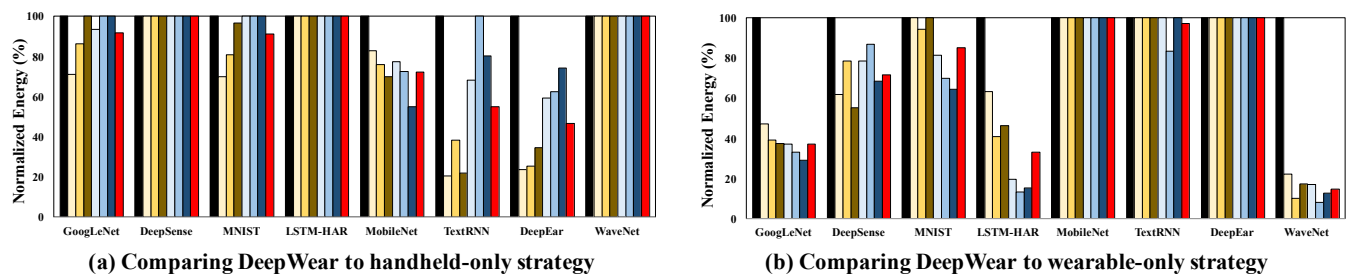 Normalized Energy (%)
100
80
60
40
20
0
GoogLeNet DeepSense MNIST LSTM-HAR MobileNet TextRNN DeepEar WaveNet
(a) Comparing DeepWear to handheld-only strategy
Normalized Energy (%)
100
80
60
40
20
0
GoogLeNet DeepSense MNIST LSTM-HAR MobileNet TextRNN DeepEar WaveNet
(b) Comparing DeepWear to wearable-only strategy